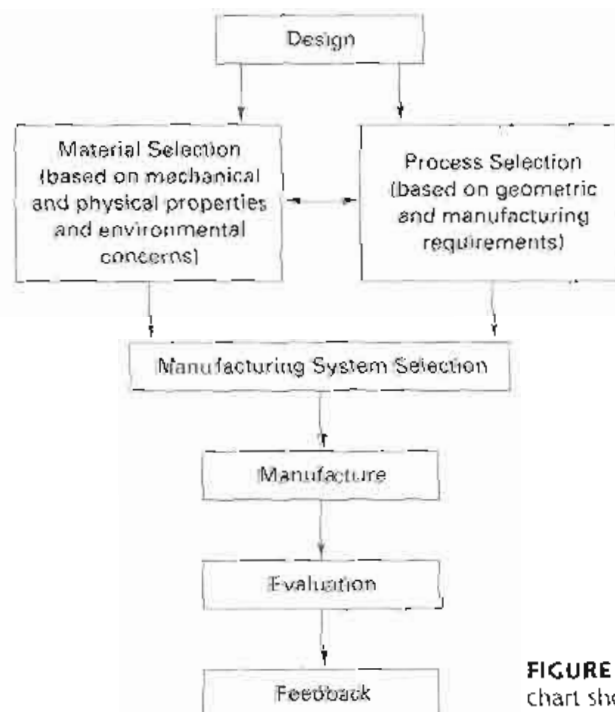 Design
Material Selection
(based on mechanical
and physical properties
and environmental
concerns)
Process Selection
(based on geometric
and manufacturing
requirements)
Manufacturing System Selection
Manufacture
Evaluation
Feedback
FIGURE
chart